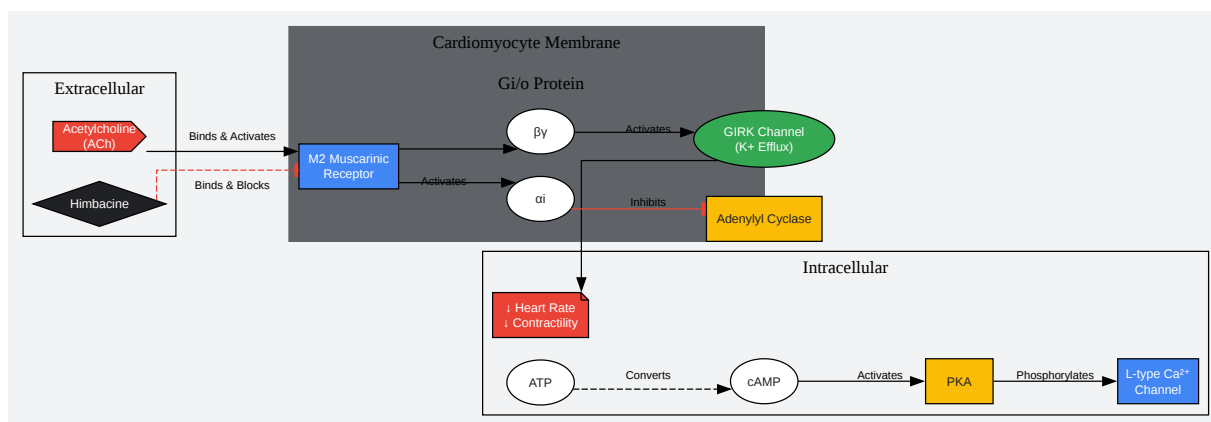 Cardiomyocyte Membrane
Gi/o Protein
Extracellular
Acetylcholine
(ACh)
Binds & Activates
Himbacine
Binds & Blocks
M2 Muscarinic
Receptor
Activates
βγ
αi
Activates
GIRK Channel
(K+ Efflux)
Inhibits
Adenylyl Cyclase
Intracellular
↓ Heart Rate
↓ Contractility
ATP
Converts
cAMP
Activates
PKA
Phosphorylates
L-type Ca²⁺
Channel